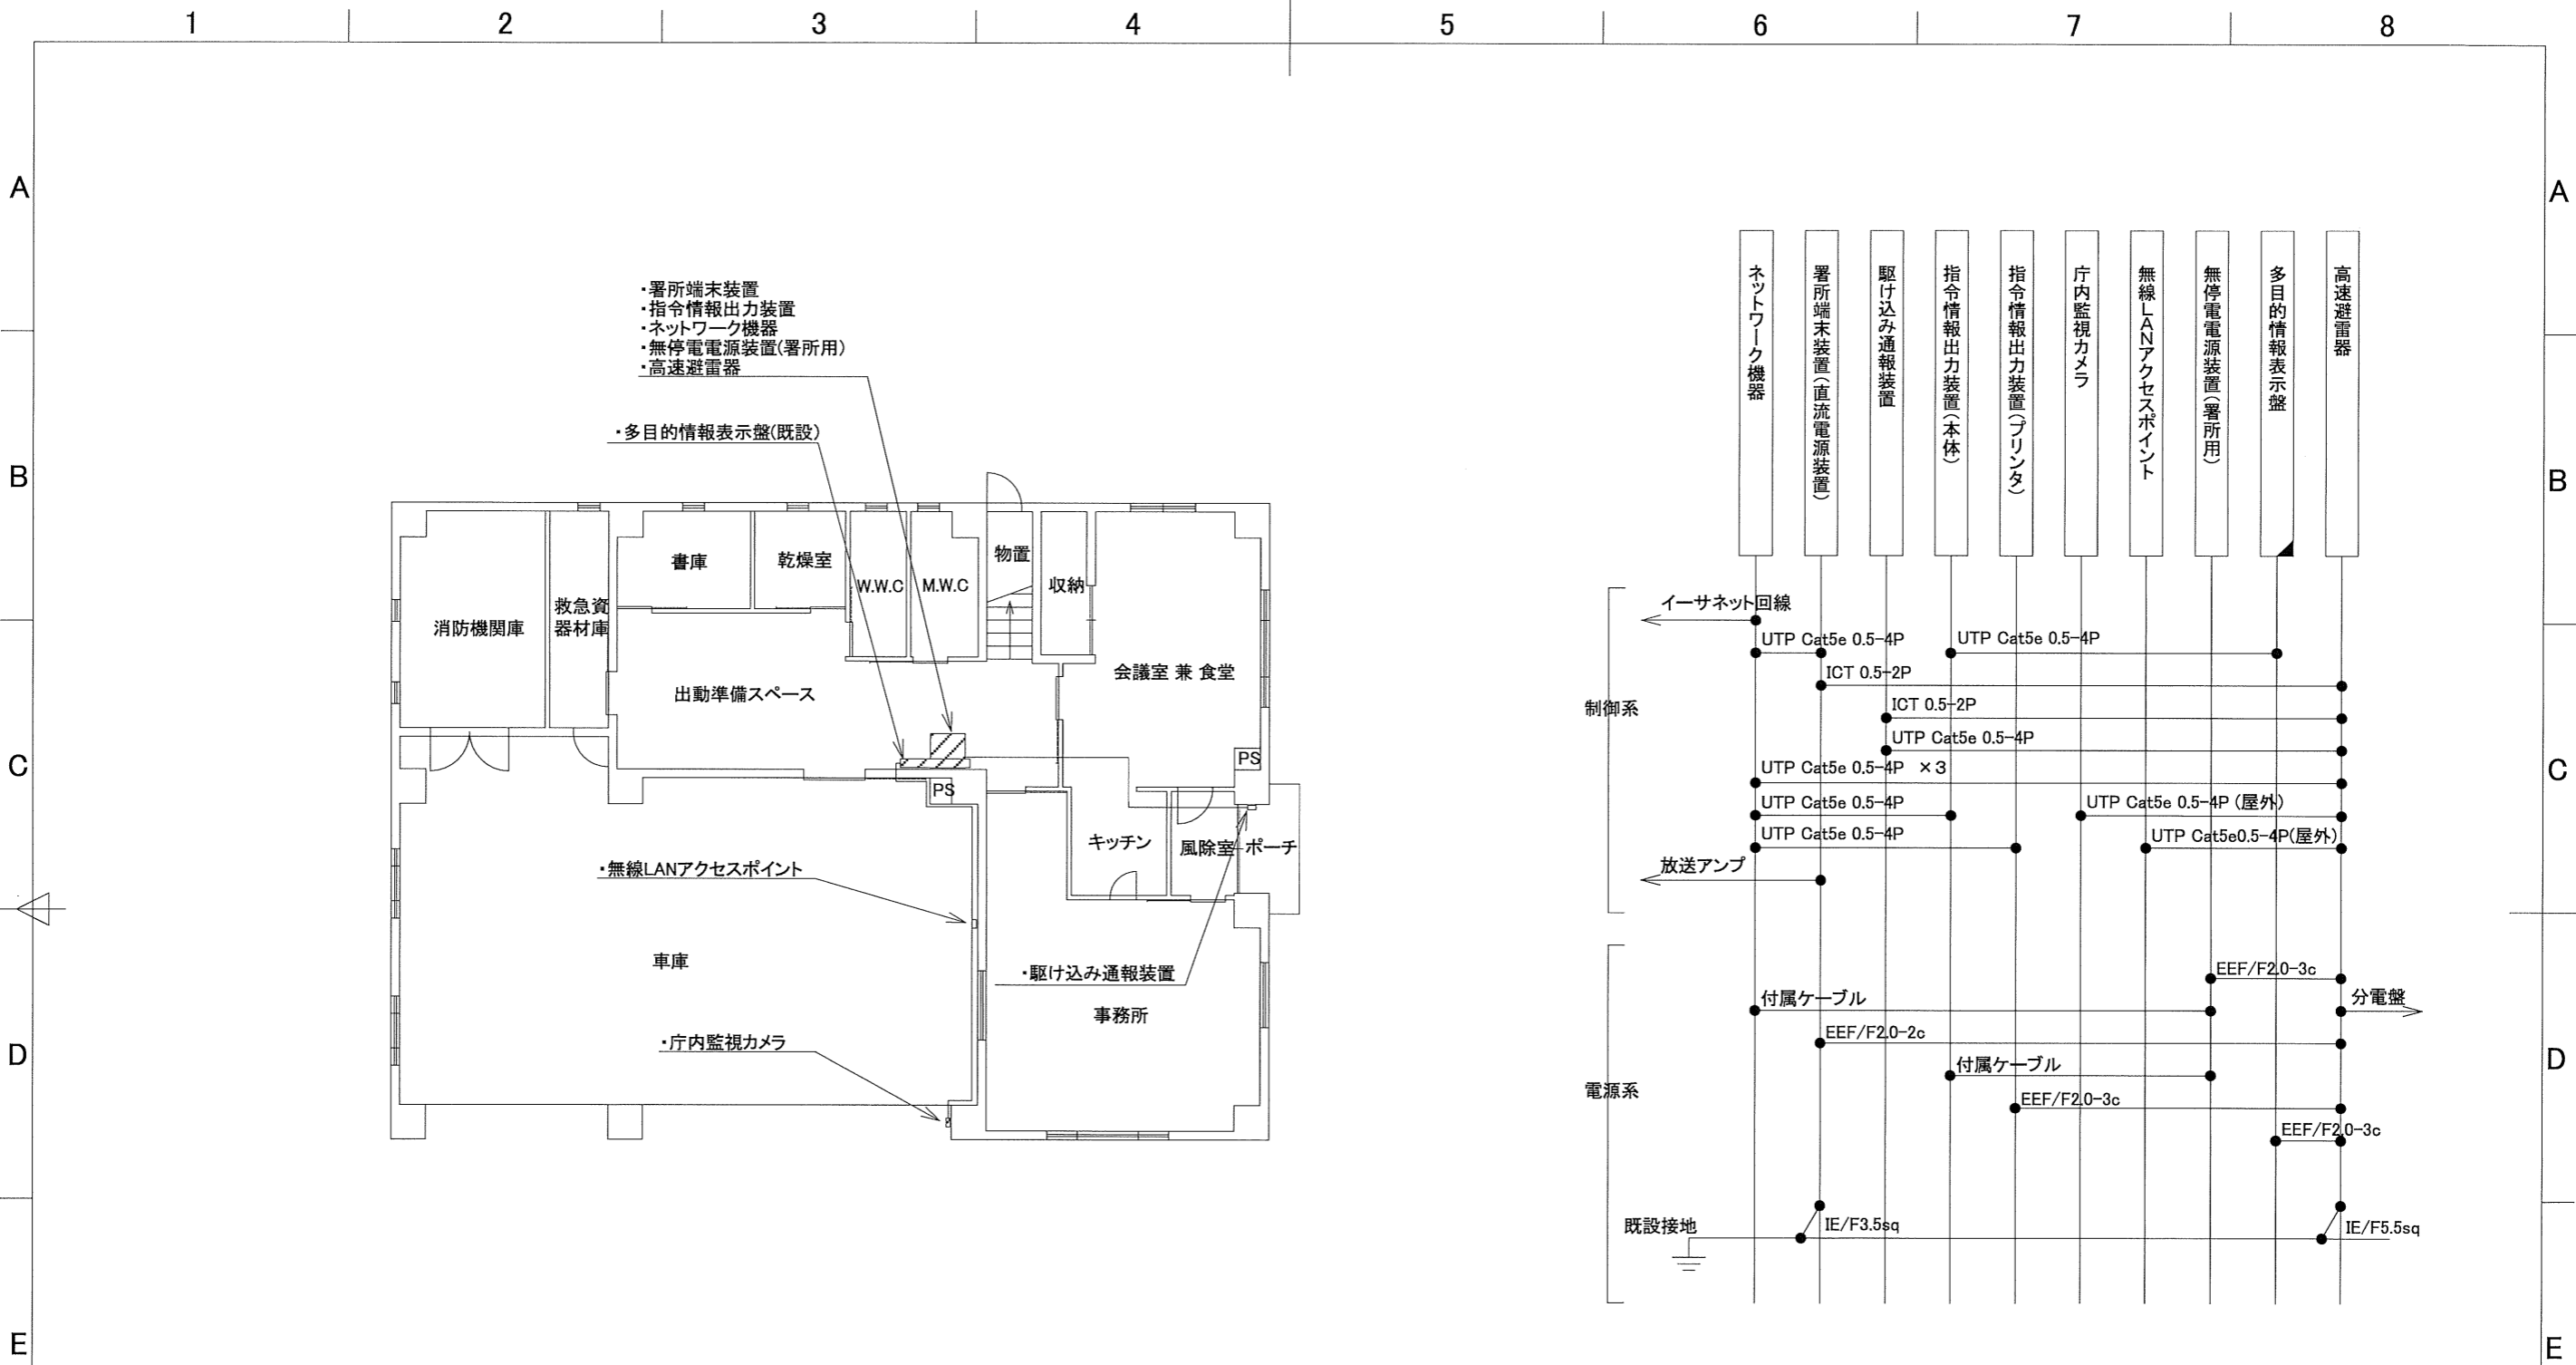 1
2
3
4
5
6
7
8
A
A
B
B
C
C
D
D
E
E
・署所端末装置
・指令情報出力装置
・ネットワーク機器
・無停電電源装置(署所用)
・高速避雷器
・多目的情報表示盤(既設)
書庫
乾燥室
W.W.C
M.W.C
物置
収納
消防機関庫
救急資
器材庫
出動準備スペース
会議室 兼 食堂
PS
PS
キッチン
風除室
ポーチ
・無線LANアクセスポイント
車庫
・駆け込み通報装置
事務所
・庁内監視カメラ
ネットワーク機器
署所端末装置(直流電源装置)
駆け込み通報装置
指令情報出力装置(本体)
指令情報出力装置(プリンタ)
庁内監視カメラ
無線LANアクセスポイント
無停電電源装置(署所用)
多目的情報表示盤
高速避雷器
制御系
イーサネット回線
UTP Cat5e 0.5-4P
UTP Cat5e 0.5-4P
ICT 0.5-2P
ICT 0.5-2P
UTP Cat5e 0.5-4P
UTP Cat5e 0.5-4P ×3
UTP Cat5e 0.5-4P
UTP Cat5e 0.5-4P (屋外)
UTP Cat5e 0.5-4P
UTP Cat5e0.5-4P(屋外)
放送アンプ
電源系
EEF/F2.0-3c
付属ケーブル
分電盤
EEF/F2.0-2c
付属ケーブル
EEF/F2.0-3c
EEF/F2.0-3c
既設接地
IE/F3.5sq
IE/F5.5sq